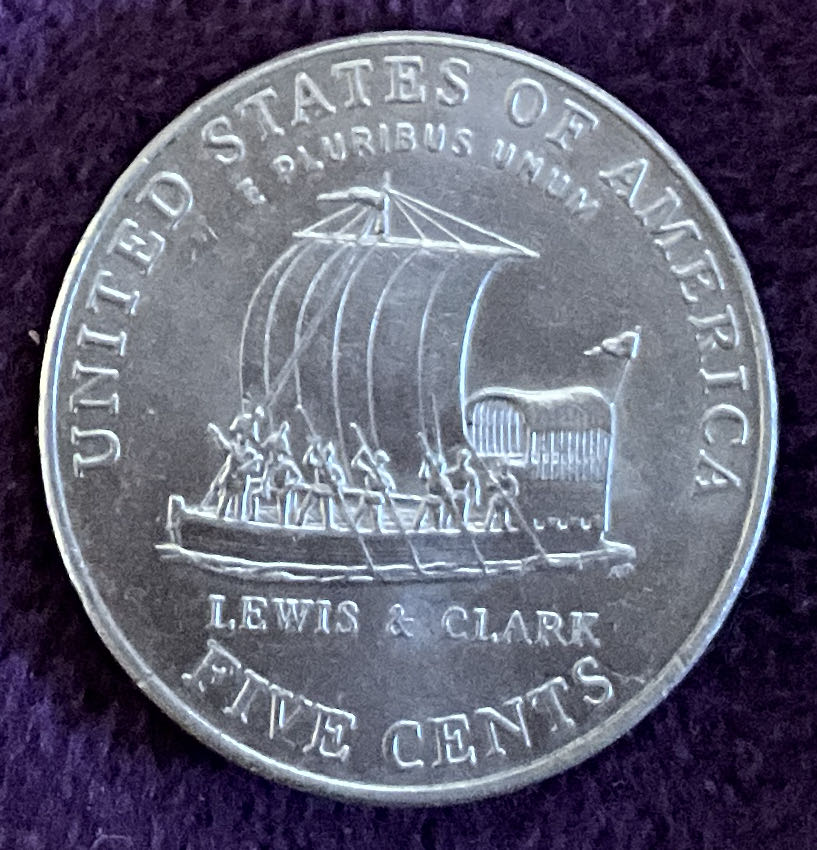 UNITED STATES OF AMERICA
E PLURIBUS UNUM
LEWIS & CLARK
FIVE CENTS